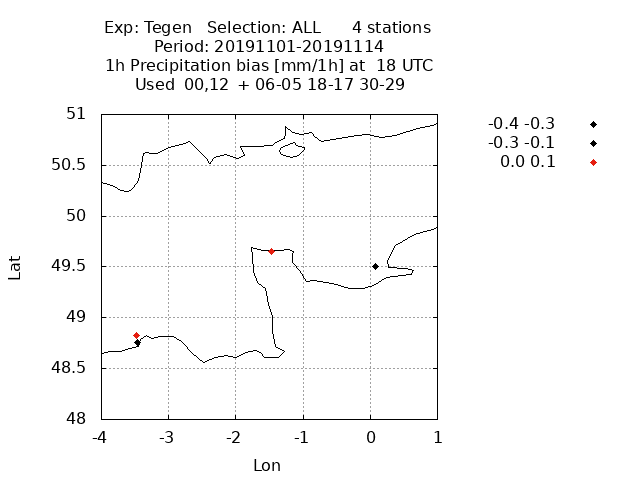 Exp: Tegen   Selection: ALL      4 stations
Period: 20191101-20191114
1h Precipitation bias [mm/1h] at  18 UTC
Used  00,12  + 06-05 18-17 30-29
-0.4 -0.3
-0.3 -0.1
0.0 0.1
51
50.5
50
49.5
49
48.5
48
Lat
-4 -3 -2 -1 0 1
Lon